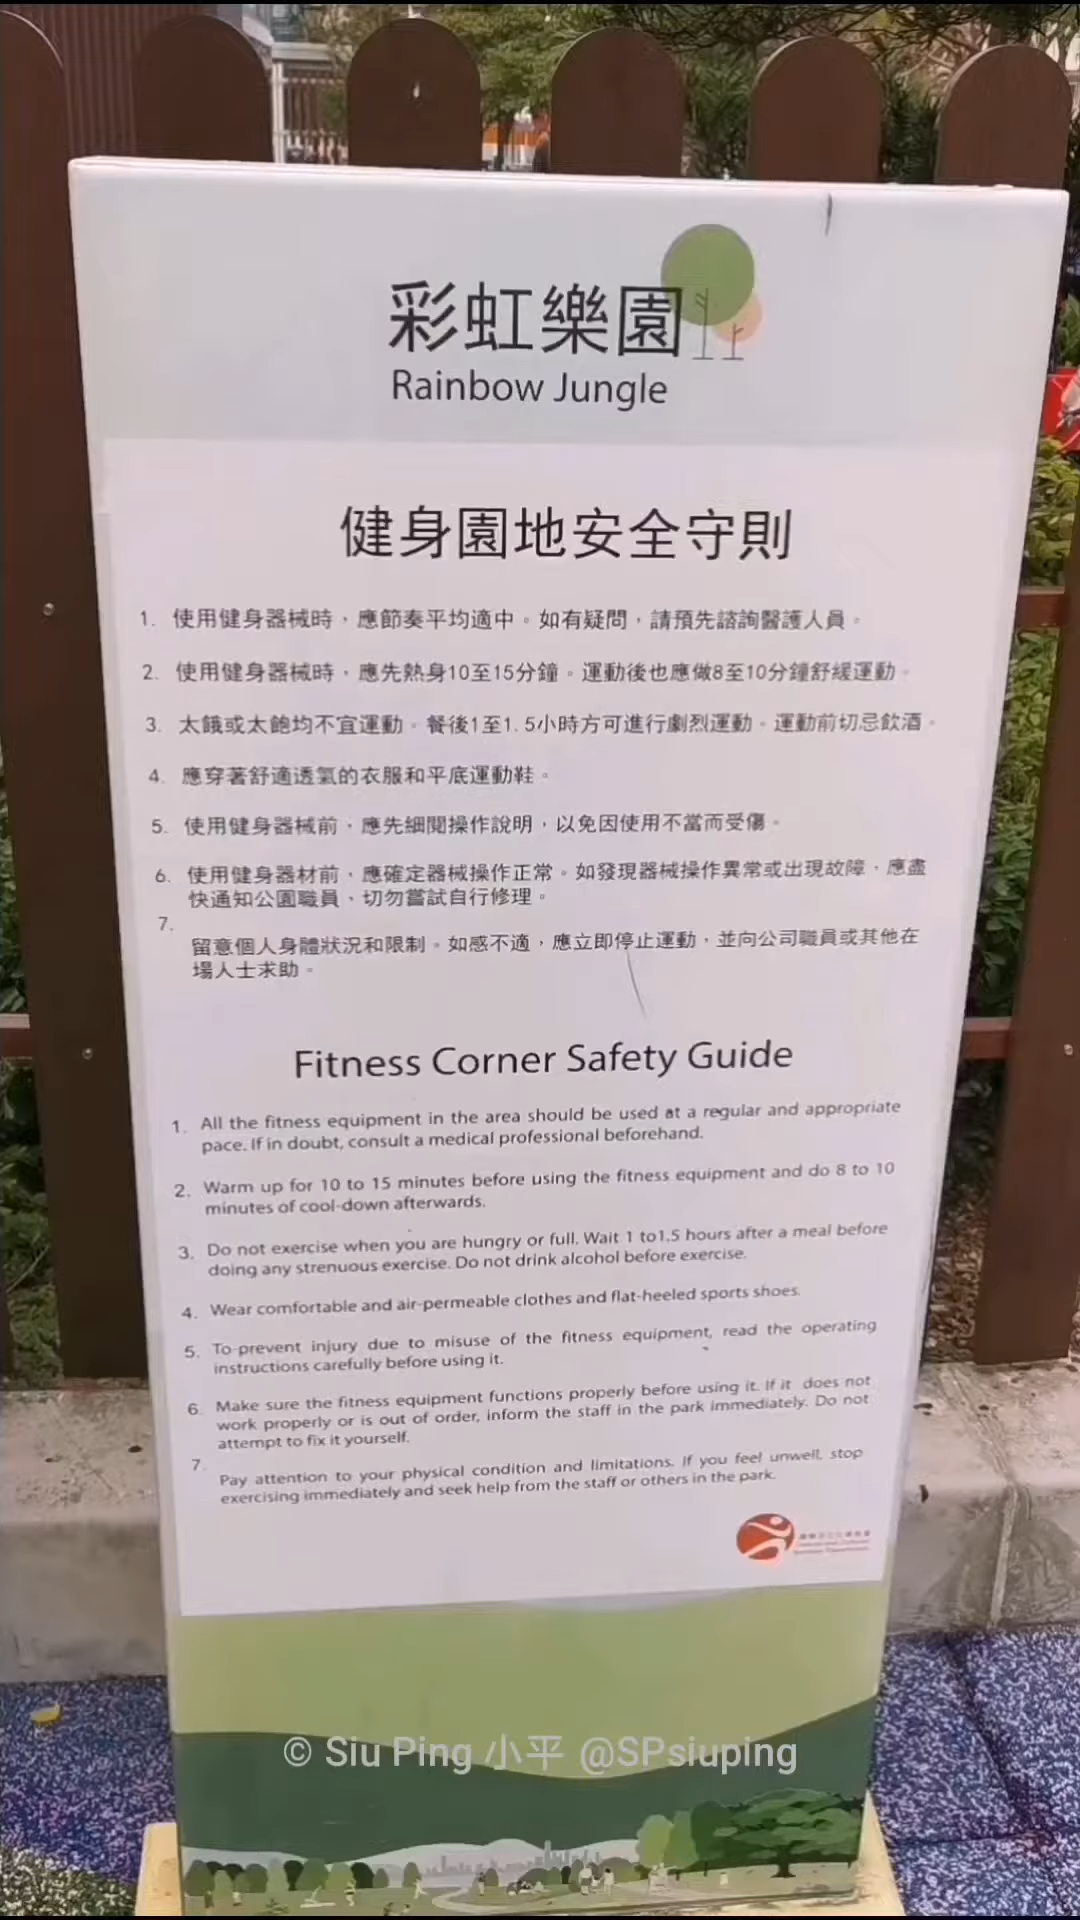 彩虹樂園
Rainbow Jungle
健身園地安全守則
1. 使用健身器械時，應節奏平均適中。如有疑問，請預先諮詢醫護人員。
2. 使用健身器械時，應先熱身10至15分鐘。運動後也應做8至10分鐘舒緩運動。
3. 太餓或太飽均不宜運動。餐後1至1.5小時方可進行劇烈運動。運動前切忌飲酒。
4. 應穿著舒適透氣的衣服和平底運動鞋。
5. 使用健身器械前，應先細閱操作說明，以免因使用不當而受傷。
6. 使用健身器材前，應確定器械操作正常。如發現器械操作異常或出現故障，應盡
快通知公園職員，切勿嘗試自行修理。
7.
留意個人身體狀況和限制。如感不適，應立即停止運動，並向公司職員或其他在
場人士求助。
Fitness Corner Safety Guide
1. All the fitness equipment in the area should be used at a regular and appropriate
pace. If in doubt, consult a medical professional beforehand.
2. Warm up for 10 to 15 minutes before using the fitness equipment and do 8 to 10
minutes of cool-down afterwards.
3. Do not exercise when you are hungry or full. Wait 1 to1.5 hours after a meal before
doing any strenuous exercise. Do not drink alcohol before exercise.
4. Wear comfortable and air-permeable clothes and flat-heeled sports shoes.
5. To prevent injury due to misuse of the fitness equipment, read the operating
instructions carefully before using it.
6. Make sure the fitness equipment functions properly before using it. If it does not
work properly or is out of order, inform the staff in the park immediately. Do not
attempt to fix it yourself.
7.
Pay attention to your physical condition and limitations. If you feel unwell, stop
exercising immediately and seek help from the staff or others in the park.
© Siu Ping 小平 @SPsiuping